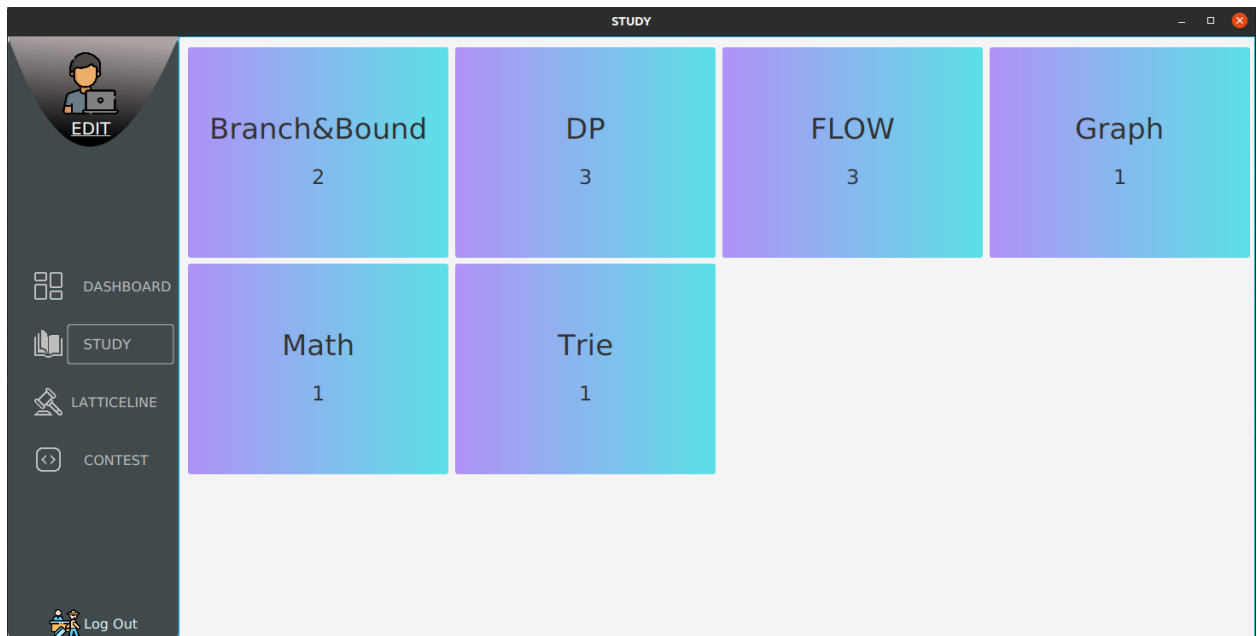 STUDY
EDIT
DASHBOARD
STUDY
LATTICELINE
CONTEST
Log Out
Branch&Bound
2
DP
3
FLOW
3
Graph
1
Math
1
Trie
1